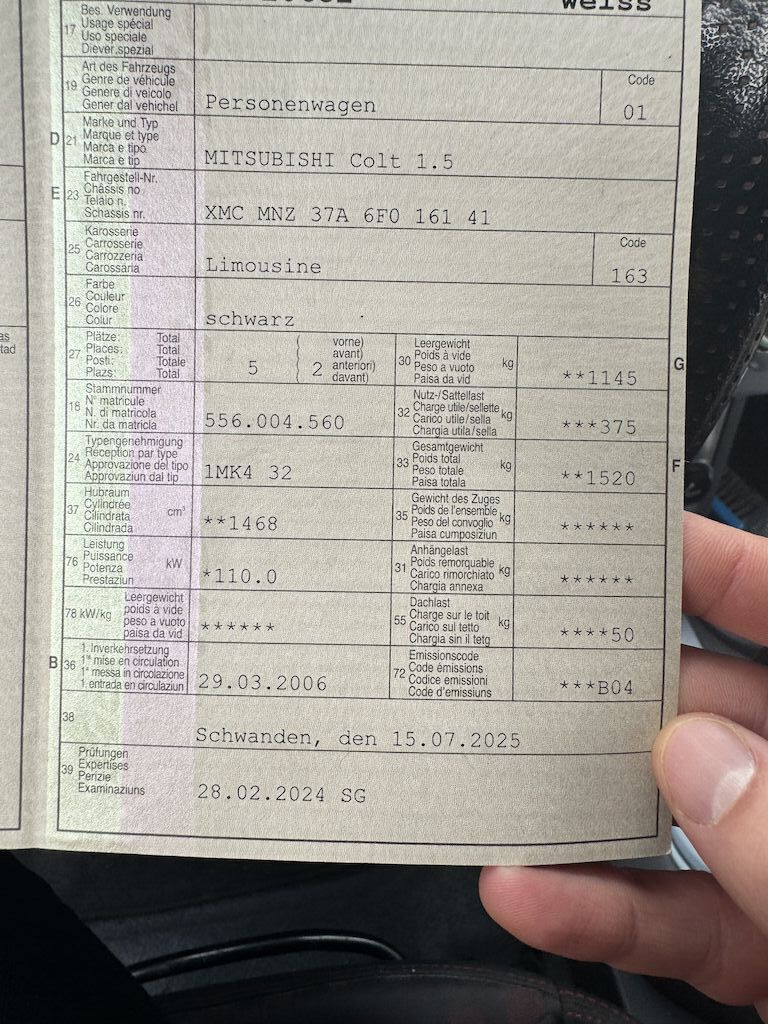 weiss
17 Bes. Verwendung
Usage spécial
Uso speciale
Diever spezial
19 Art des Fahrzeugs
Genre de véhicule
Genere di veicolo
Gener dal vehichel
Personenwagen
Code
01
D 21 Marke und Typ
Marque et type
Marca e tipo
Marca e tip
MITSUBISHI Colt 1.5
E 23 Fahrgestell-Nr.
Châssis no
Telaio n.
Schassis nr.
XMC MNZ 37A 6F0 161 41
25 Karosserie
Carrosserie
Carrozzeria
Carossaria
Limousine
Code
163
26 Farbe
Couleur
Colore
Colur
schwarz
27 Plätze: Total
Places: Total
Posti: Totale
Plazs: Total
5
2
vorne)
avant)
anteriori)
davant)
30 Leergewicht
Poids à vide
Peso a vuoto
Paisa da vid
kg
**1145
G
18 Stammnummer
N° matricule
N. di matricola
Nr. da matricla
556.004.560
32 Nutz-/Sattellast
Charge utile/sellette
Carico utile/sella
Chargia utila/sella
kg
***375
24 Typengenehmigung
Réception par type
Approvazione del tipo
Approvaziun dal tip
1MK4 32
33 Gesamtgewicht
Poids total
Peso totale
Paisa totala
kg
**1520
F
37 Hubraum
Cylindrée
Cilindrata
Cilindrada
cm³
**1468
35 Gewicht des Zuges
Poids de l'ensemble
Peso del convoglio
Paisa cumposiziun
kg
******
76 Leistung
Puissance
Potenza
Prestaziun
kW
*110.0
31 Anhängelast
Poids remorquable
Carico rimorchiato
Chargia annexa
kg
******
78 kW/kg Leergewicht
poids à vide
peso a vuoto
paisa da vid
******
55 Dachlast
Charge sur le toit
Carico sul tetto
Chargia sin il tetg
kg
****50
B 36 1. Inverkehrsetzung
1re mise en circulation
1a messa in circolazione
1. entrada en circulaziun
29.03.2006
72 Emissionscode
Code émissions
Codice emissioni
Code d'emissiuns
***B04
38
Schwanden, den 15.07.2025
39 Prüfungen
Expertises
Perizie
Examinaziuns
28.02.2024 SG